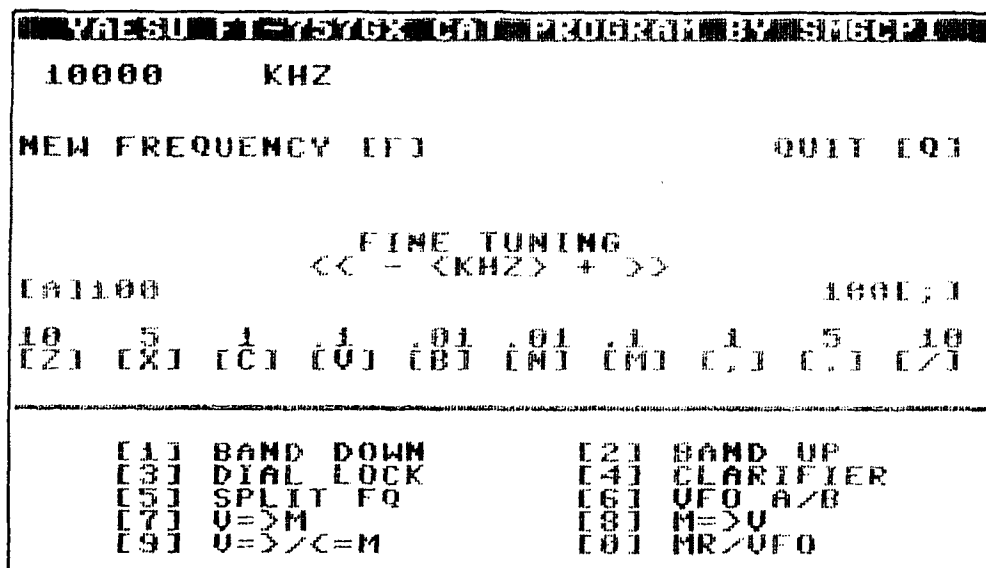 YAESU FT-757GX CAT PROGRAM BY SM6CPI
10000 KHZ
NEW FREQUENCY [F] QUIT [Q]
FINE TUNING
<< - <KHZ> + >>
[A]100 100[;]
10 5 1 .1 .01 .01 .1 1 5 10
[Z] [X] [C] [V] [B] [N] [M] [,] [.] [/]
[1] BAND DOWN [2] BAND UP
[3] DIAL LOCK [4] CLARIFIER
[5] SPLIT FQ [6] VFO A/B
[7] V=>M [8] M=>V
[9] V=>/<=M [0] MR/VFO